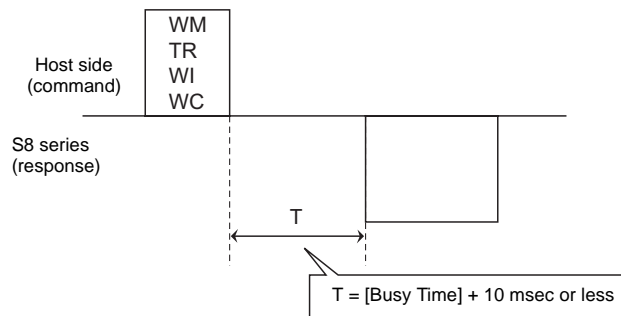 WM
TR
WI
WC
Host side
(command)
S8 series
(response)
T
T = [Busy Time] + 10 msec or less